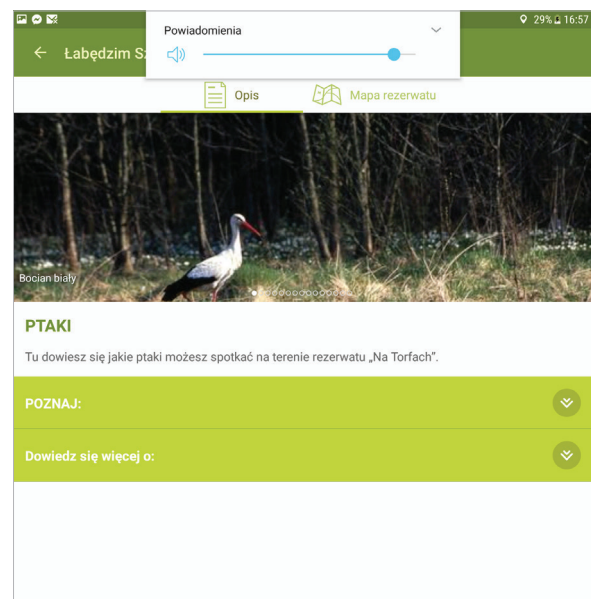 29% 16:57
Powiadomienia
Łabędzim
Opis
Mapa rezerwatu
Bocian biały
PTAKI
Tu dowiesz się jakie ptaki możesz spotkać na terenie rezerwatu „Na Torfach”.
POZNAJ:
Dowiedz się więcej o: